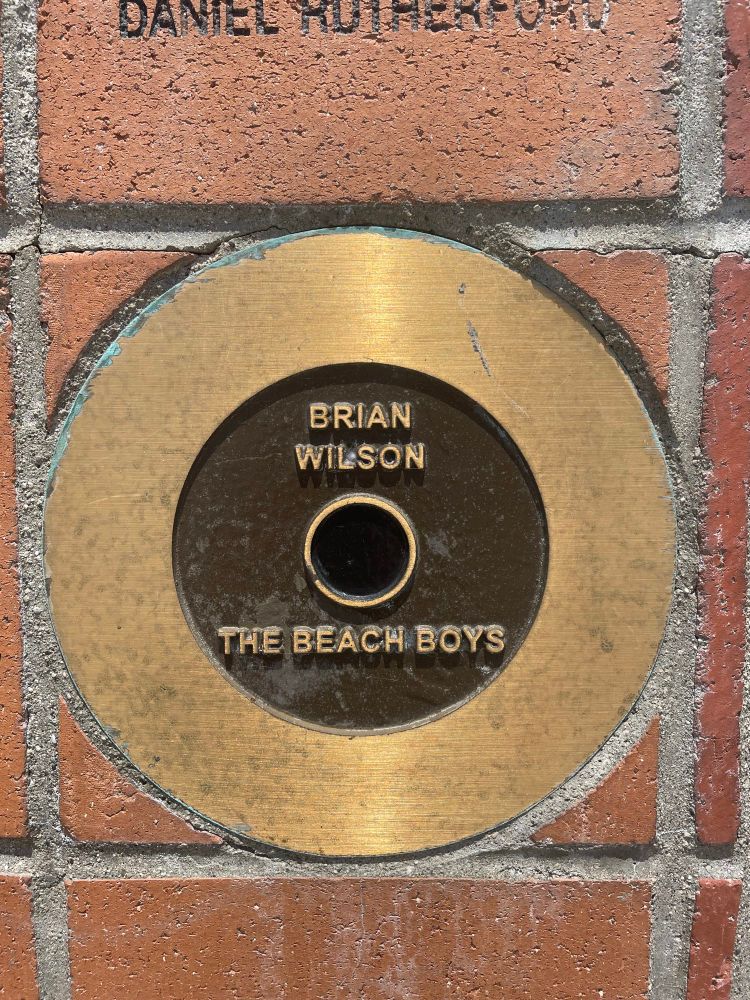 DANIEL RUTHERFORD
BRIAN
WILSON
THE BEACH BOYS